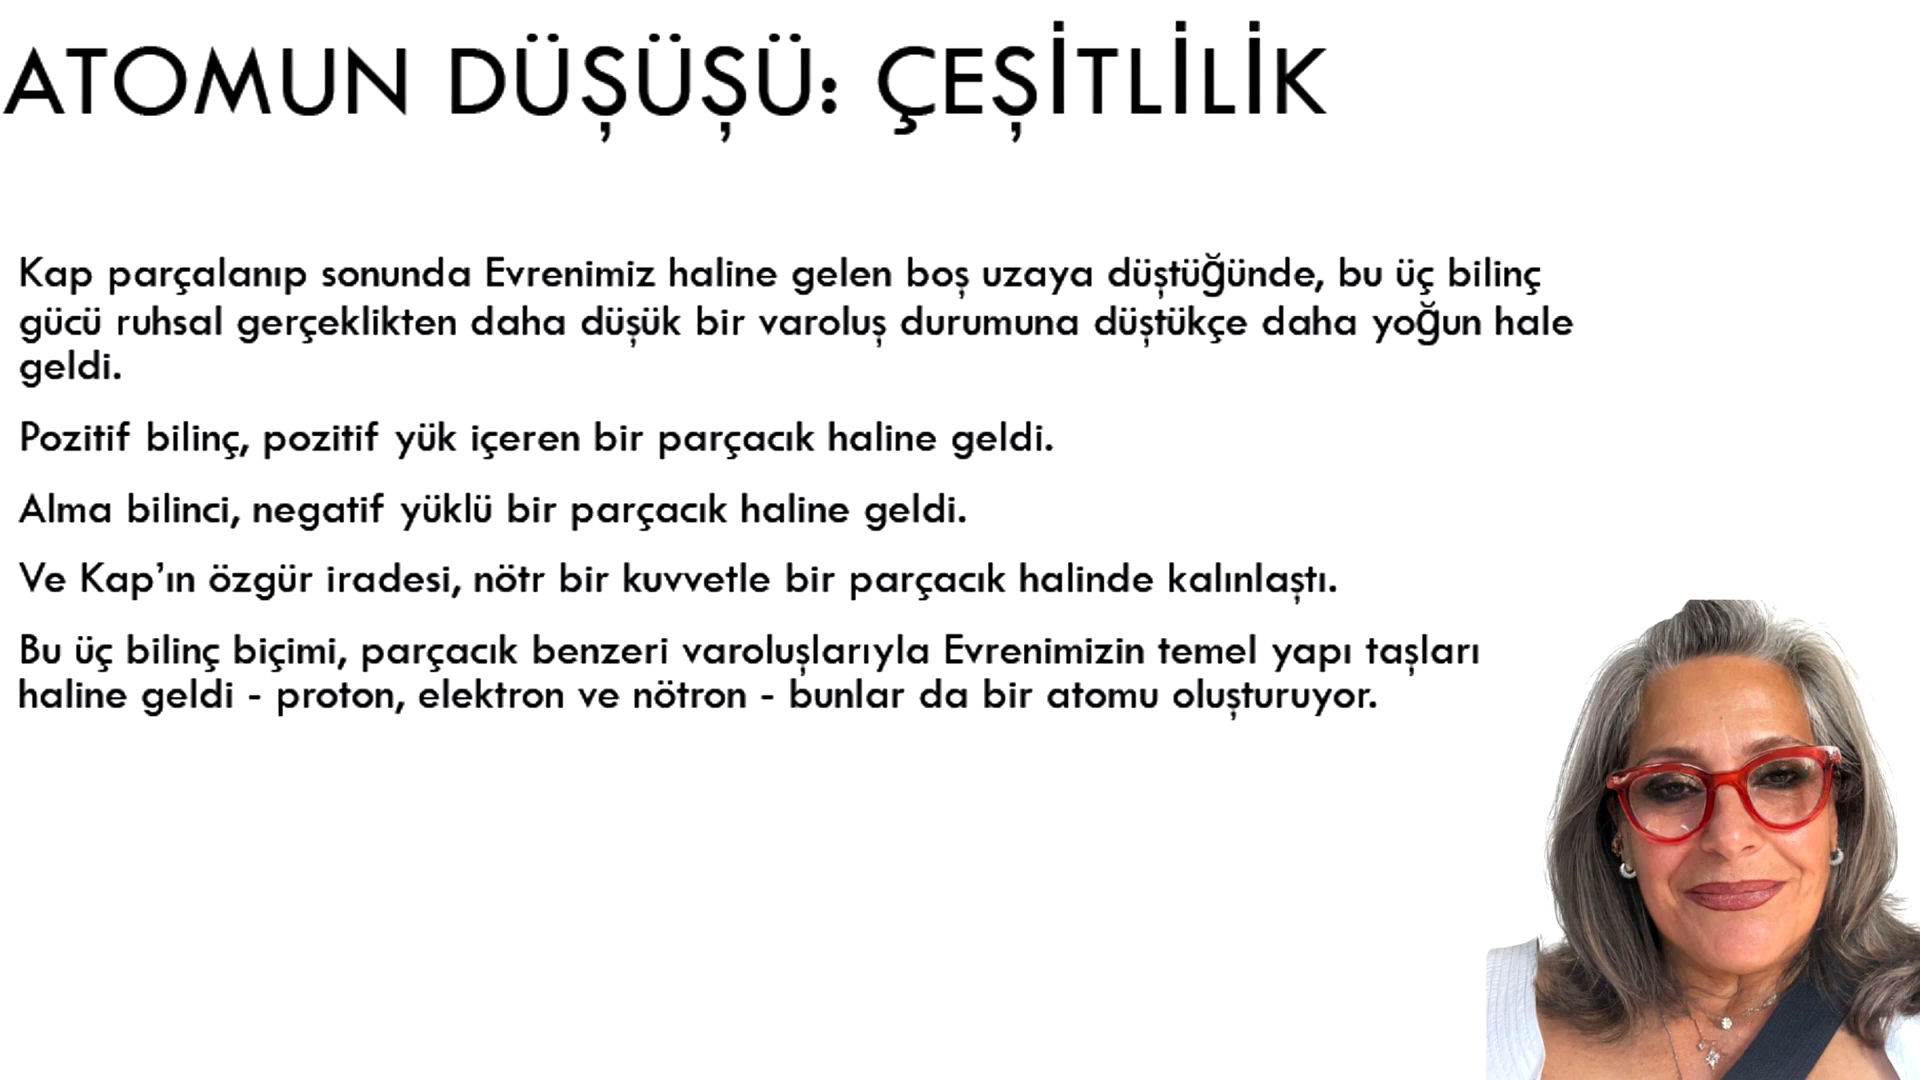 ATOMUN DÜŞÜŞÜ: ÇEŞİTLİLİK
Kap parçalanıp sonunda Evrenimiz haline gelen boş uzaya düştüğünde, bu üç bilinç
gücü ruhsal gerçeklikten daha düşük bir varoluş durumuna düştükçe daha yoğun hale
geldi.
Pozitif bilinç, pozitif yük içeren bir parçacık haline geldi.
Alma bilinci, negatif yüklü bir parçacık haline geldi.
Ve Kap’ın özgür iradesi, nötr bir kuvvetle bir parçacık halinde kalınlaştı.
Bu üç bilinç biçimi, parçacık benzeri varoluşlarıyla Evrenimizin temel yapı taşları
haline geldi - proton, elektron ve nötron - bunlar da bir atomu oluşturuyor.